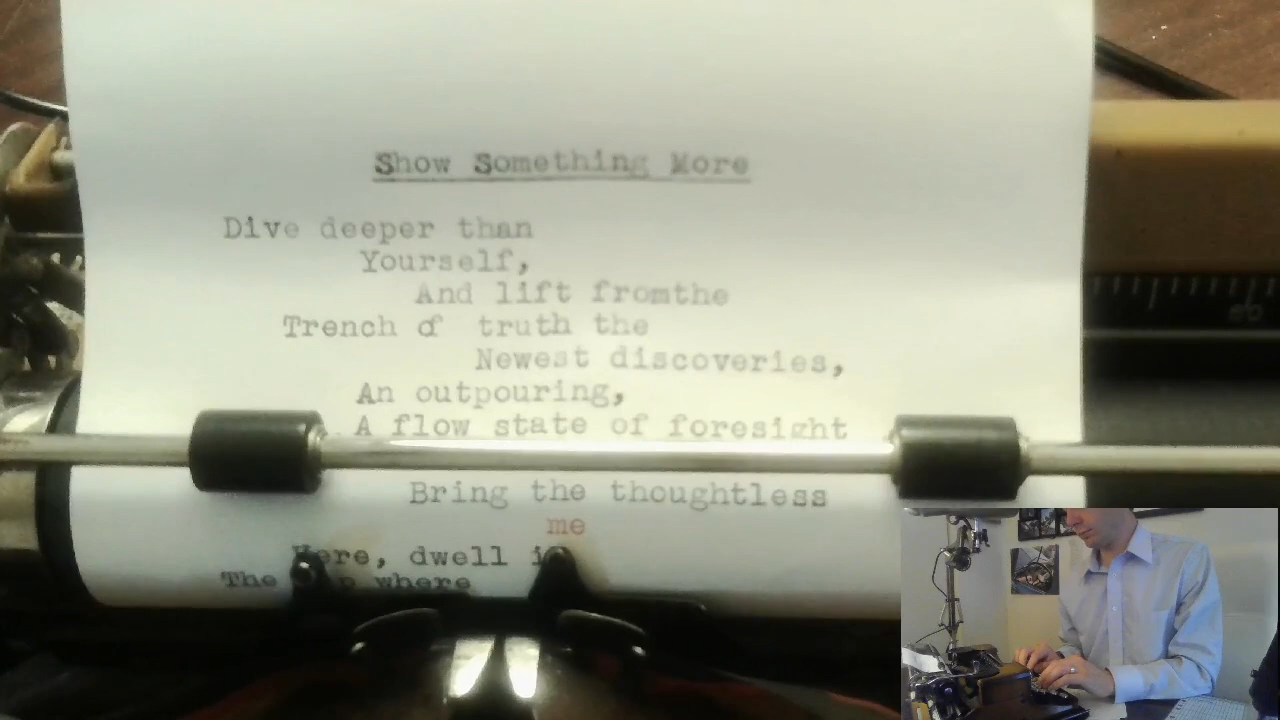 Show Something More
Dive deeper than
Yourself,
And lift fromthe
Trench of truth the
Newest discoveries,
An outpouring,
A flow state of foresight
Bring the thoughtless
me
Here, dwell
The where